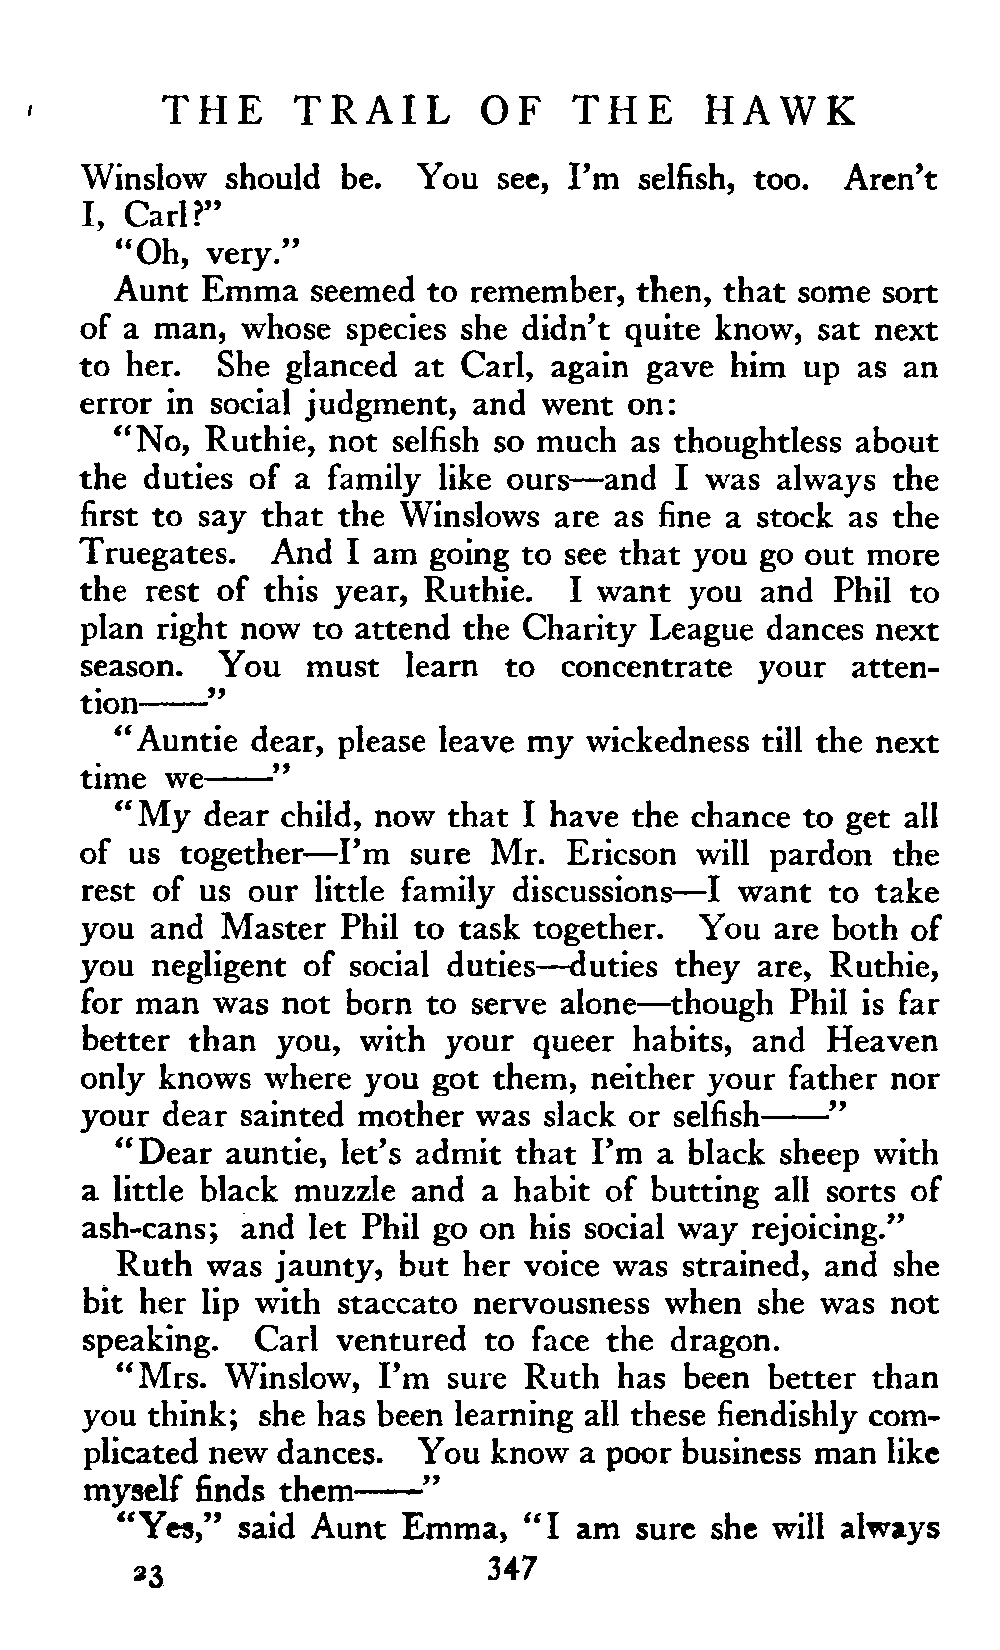 THE TRAIL OF THE HAWK
Winslow should be. You see, I'm selfish, too. Aren't
I, Carl?"
"Oh, very."
Aunt Emma seemed to remember, then, that some sort
of a man, whose species she didn't quite know, sat next
to her. She glanced at Carl, again gave him up as an
error in social judgment, and went on:
"No, Ruthie, not selfish so much as thoughtless about
the duties of a family like ours—and I was always the
first to say that the Winslows are as fine a stock as the
Truegates. And I am going to see that you go out more
the rest of this year, Ruthie. I want you and Phil to
plan right now to attend the Charity League dances next
season. You must learn to concentrate your atten-
tion——"
"Auntie dear, please leave my wickedness till the next
time we——"
"My dear child, now that I have the chance to get all
of us together—I'm sure Mr. Ericson will pardon the
rest of us our little family discussions—I want to take
you and Master Phil to task together. You are both of
you negligent of social duties—duties they are, Ruthie,
for man was not born to serve alone—though Phil is far
better than you, with your queer habits, and Heaven
only knows where you got them, neither your father nor
your dear sainted mother was slack or selfish——"
"Dear auntie, let's admit that I'm a black sheep with
a little black muzzle and a habit of butting all sorts of
ash-cans; and let Phil go on his social way rejoicing."
Ruth was jaunty, but her voice was strained, and she
bit her lip with staccato nervousness when she was not
speaking. Carl ventured to face the dragon.
"Mrs. Winslow, I'm sure Ruth has been better than
you think; she has been learning all these fiendishly com-
plicated new dances. You know a poor business man like
myself finds them——"
"Yes," said Aunt Emma, "I am sure she will always
23 347